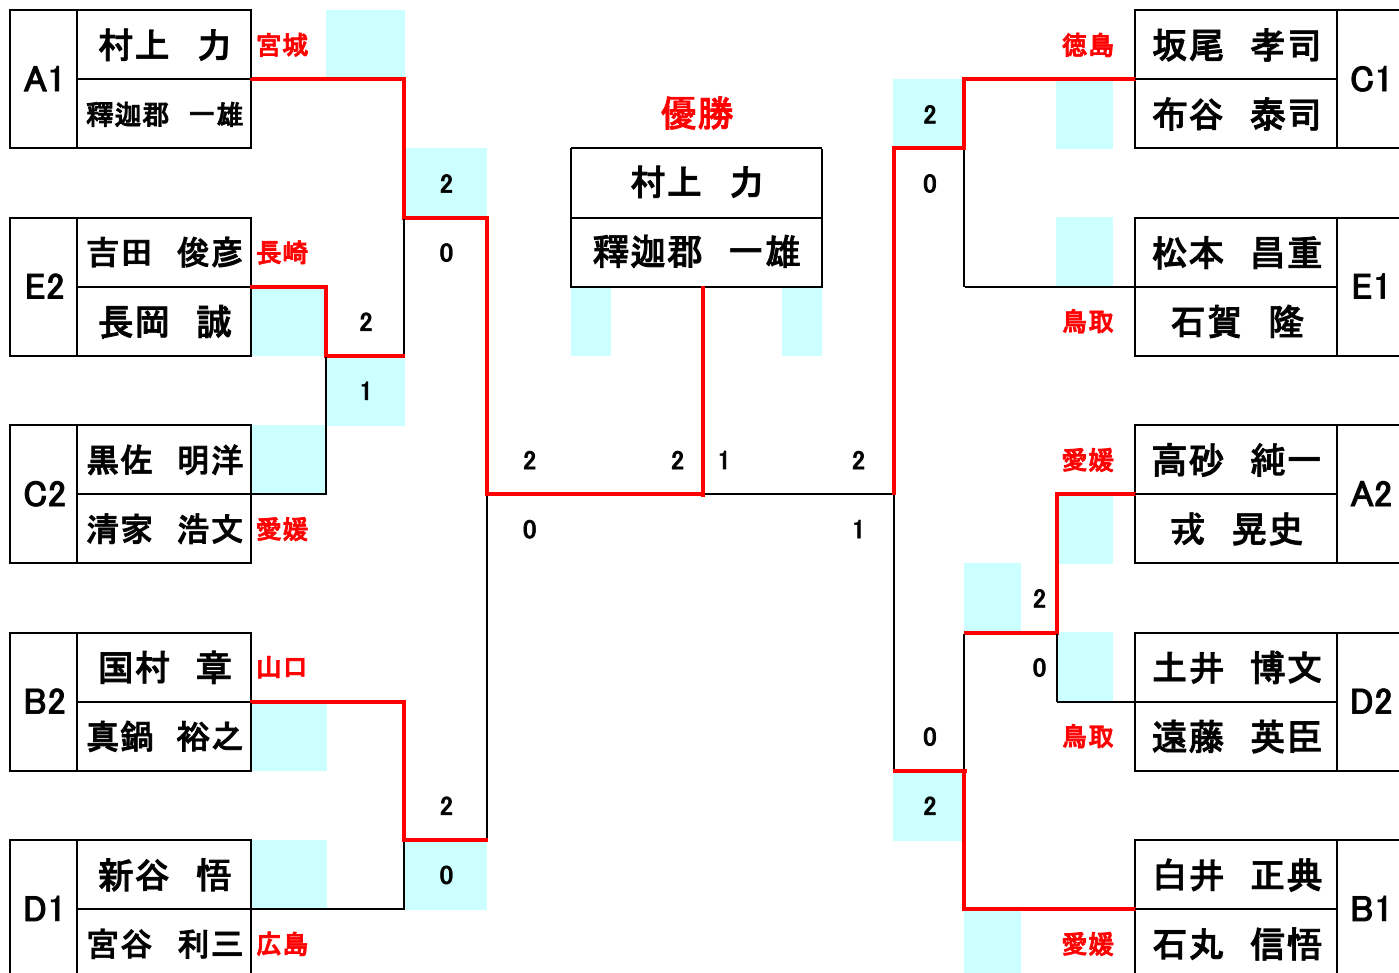 A1
村上　力
宮城
釋迦郡　一雄
E2
吉田　俊彦
長崎
長岡　誠
C2
黒佐　明洋
清家　浩文
愛媛
B2
国村　章
山口
真鍋　裕之
D1
新谷　悟
宮谷　利三
広島
2
0
2
1
2
0
2
0
優勝
村上　力
釋迦郡　一雄
2
1
2
1
2
0
2
0
0
2
徳島
坂尾　孝司
C1
布谷　泰司
松本　昌重
E1
鳥取
石賀　隆
愛媛
高砂　純一
A2
戎　晃史
土井　博文
D2
鳥取
遠藤　英臣
白井　正典
B1
愛媛
石丸　信悟